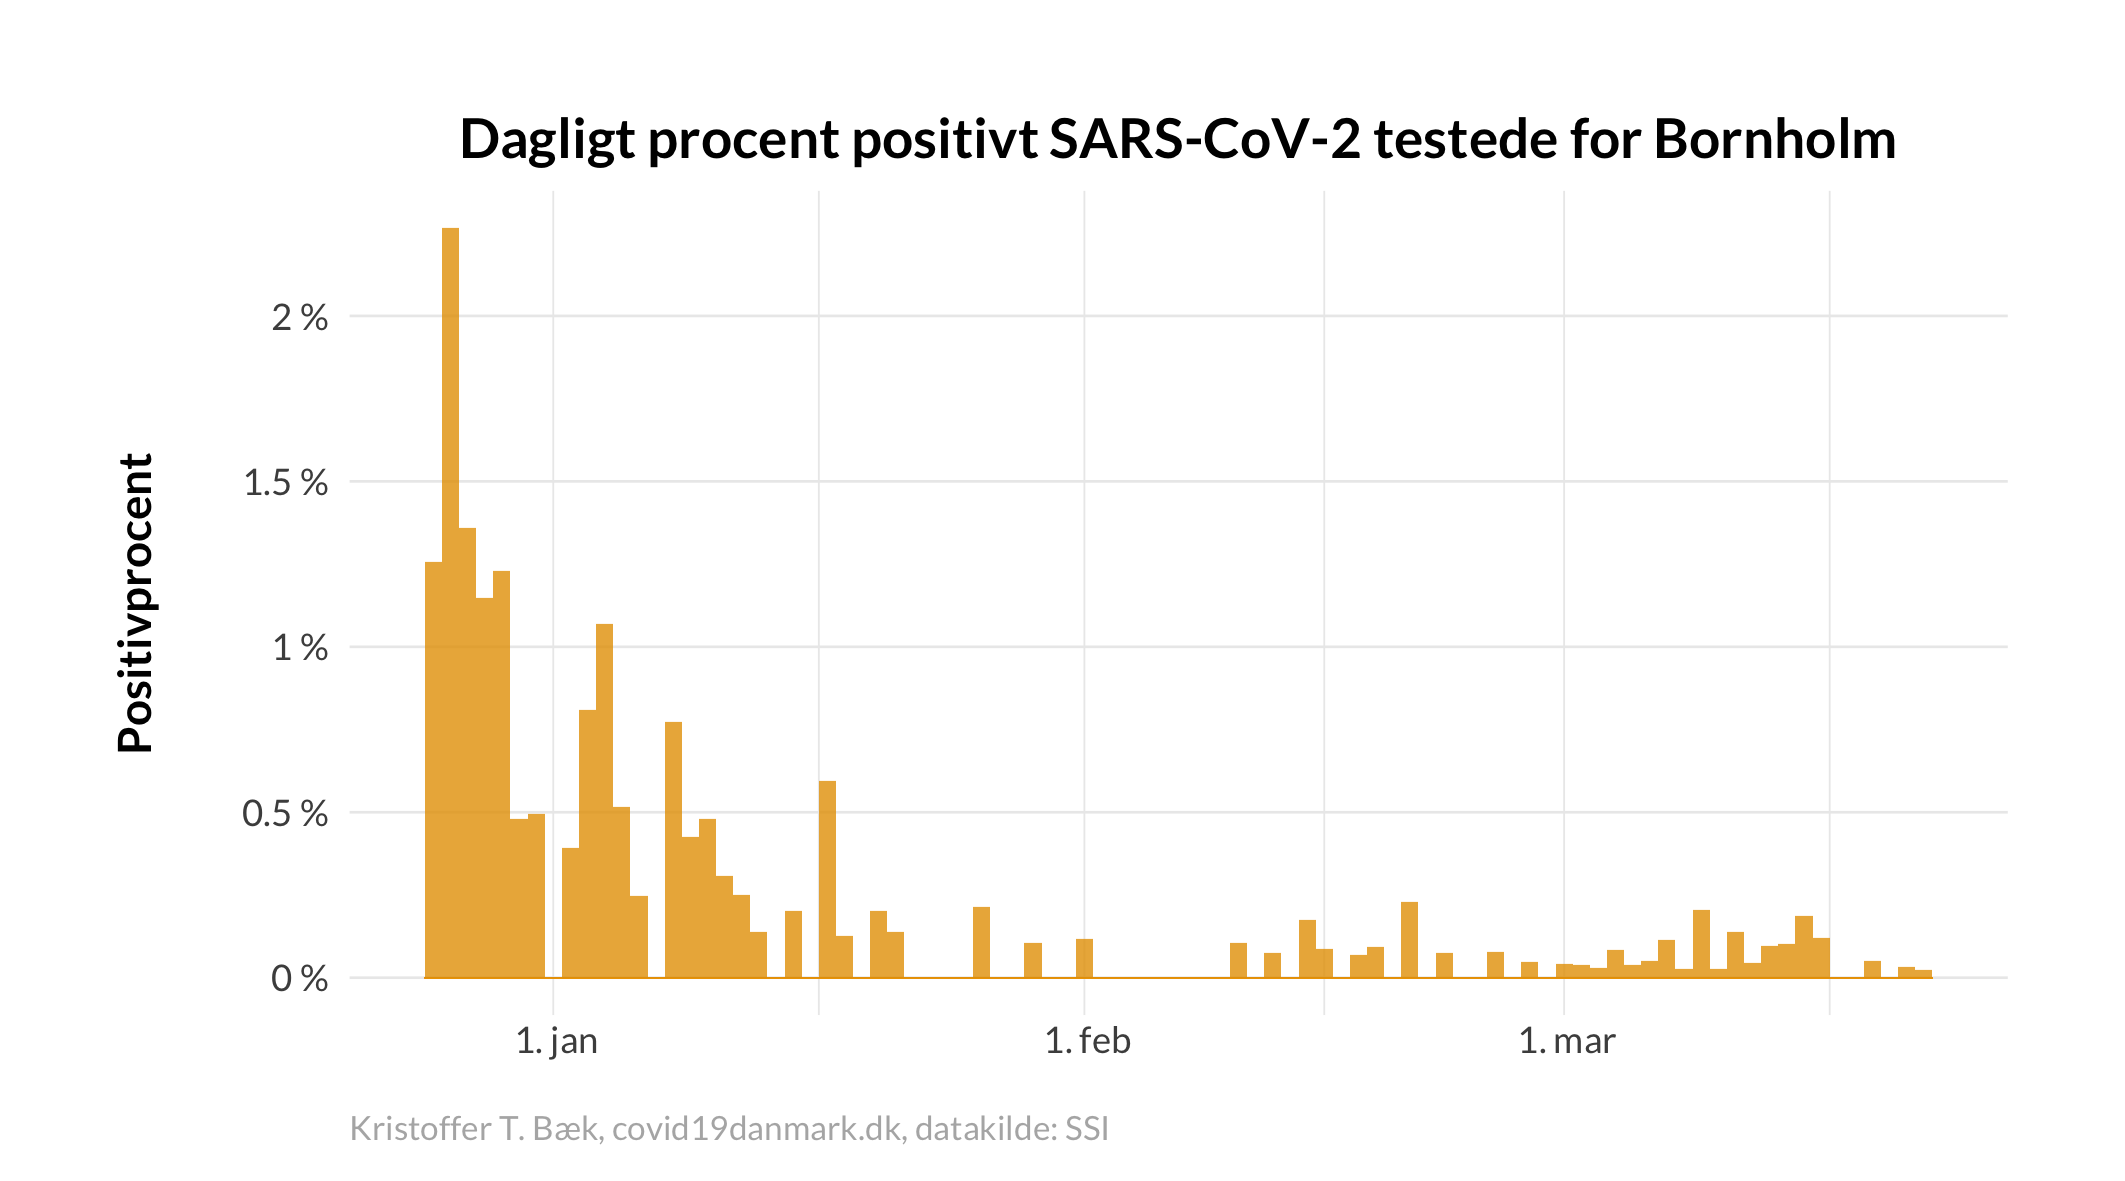 Dagligt procent positivt SARS-CoV-2 testede for Bornholm
Positivprocent
2 %
1.5 %
1 %
0.5 %
0 %
1. jan
1. feb
1. mar
Kristoffer T. Bæk, covid19danmark.dk, datakilde: SSI